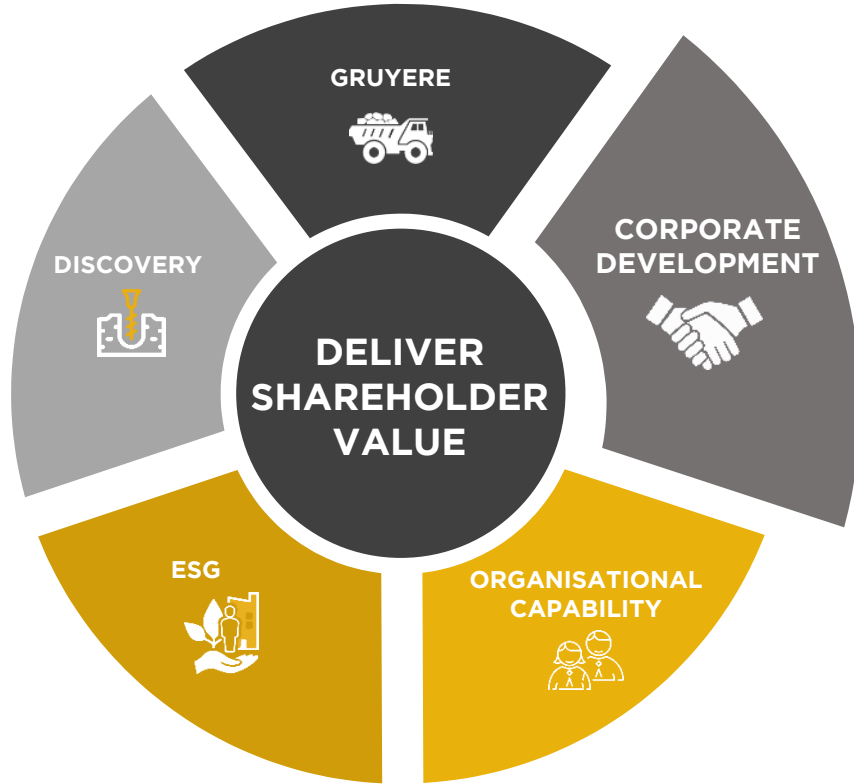 GRUYERE
CORPORATE
DEVELOPMENT
DISCOVERY
DELIVER
SHAREHOLDER
VALUE
ESG
ORGANISATIONAL
CAPABILITY